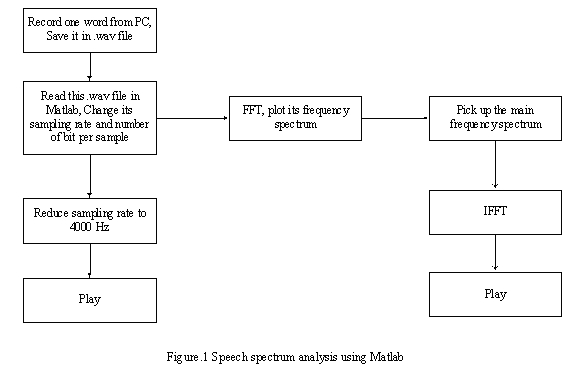 Record one word from PC,
Save it in .wav file
Read this .wav file in
Matlab, Change its
sampling rate and number
of bit per sample
FFT, plot its frequency
spectrum
Pick up the main
frequency spectrum
Reduce sampling rate to
4000 Hz
IFFT
Play
Play
Figure.1 Speech spectrum analysis using Matlab